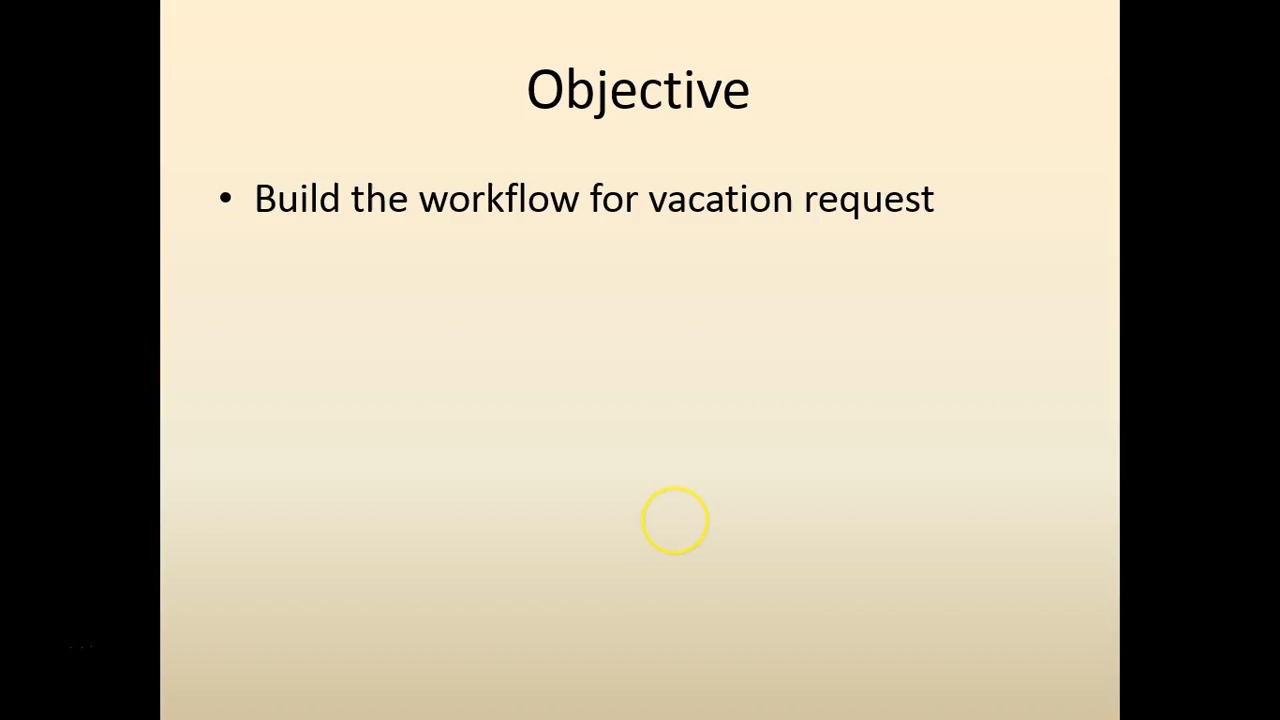 Objective
• Build the workflow for vacation request